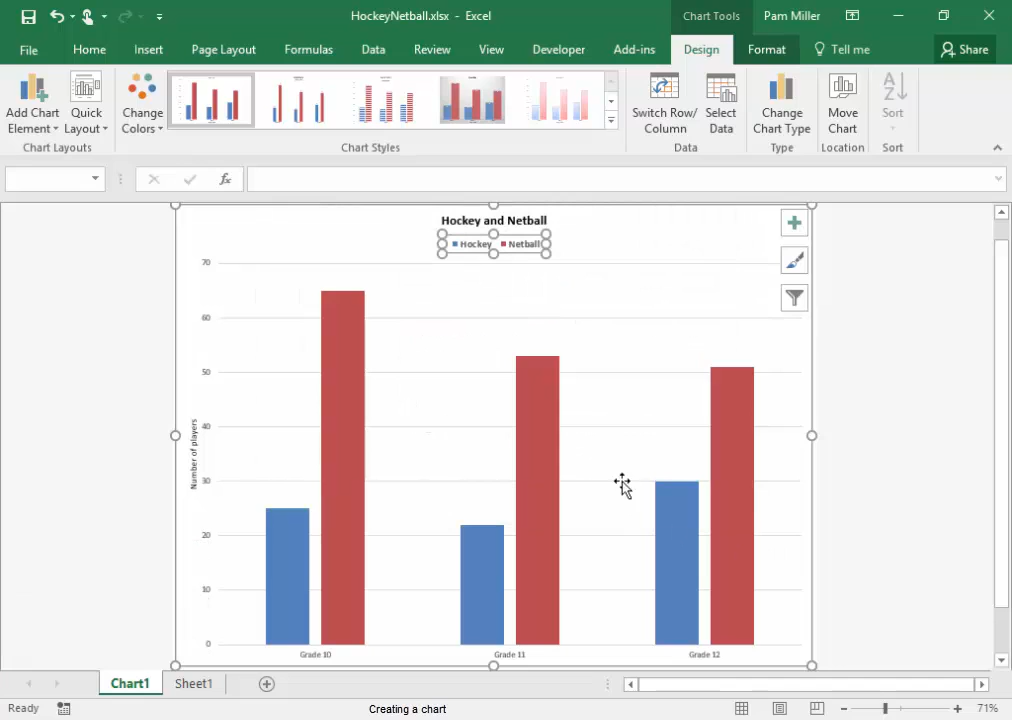 HockeyNetball.xlsx - Excel
Chart Tools
Pam Miller
File
Home
Insert
Page Layout
Formulas
Data
Review
View
Developer
Add-ins
Design
Format
Tell me
Share
Add Chart
Element
Quick
Layout
Change
Colors
Switch Row/
Column
Select
Data
Change
Chart Type
Move
Chart
Sort
Chart Layouts
Chart Styles
Data
Type
Location
Sort
fx
Hockey and Netball
Hockey Netball
70
60
50
40
30
20
10
0
Number of players
Grade 10
Grade 11
Grade 12
Chart1
Sheet1
Ready
Creating a chart
71%